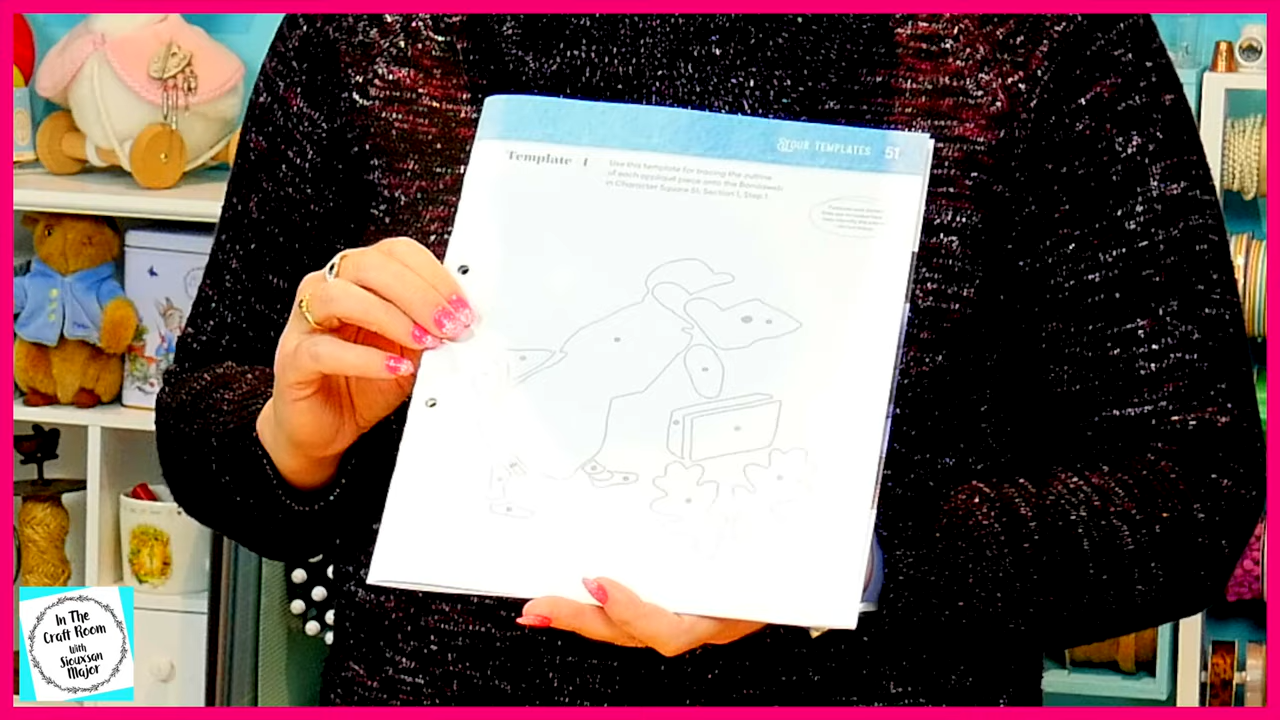 YOUR TEMPLATES 51
Template 1
Use this template for tracing the outline
of each appliqué piece onto the Bondaweb
in Character Square 51, Section 1, Step 1.
In The
Craft Room
With
Siouxsan
Major